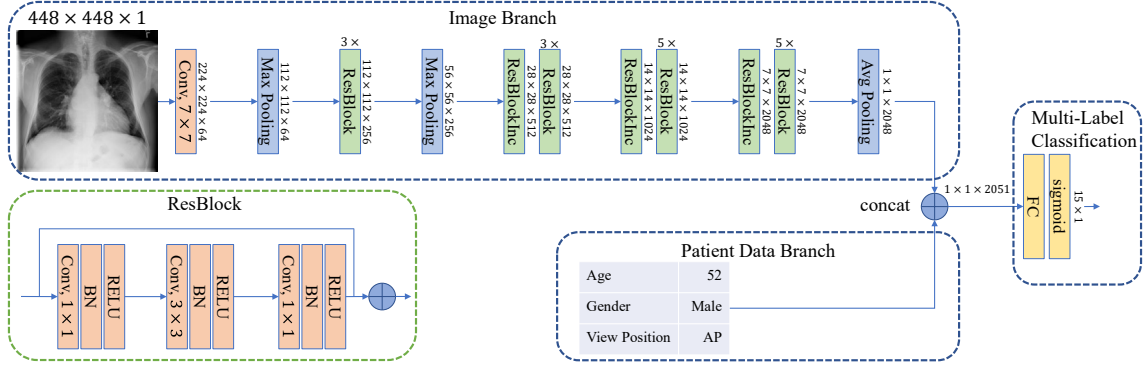 448 × 448 × 1
Image Branch
Conv, 7 × 7
224 × 224 × 64
Max Pooling
112 × 112 × 64
3 ×
ResBlock
112 × 112 × 256
Max Pooling
56 × 56 × 256
ResBlockInc
28 × 28 × 512
3 ×
ResBlock
28 × 28 × 512
ResBlockInc
14 × 14 × 1024
5 ×
ResBlock
14 × 14 × 1024
ResBlockInc
7 × 7 × 2048
5 ×
ResBlock
7 × 7 × 2048
Avg Pooling
1 × 1 × 2048
Multi-Label
Classification
FC
sigmoid
15 × 1
concat
1 × 1 × 2051
ResBlock
Conv, 1 × 1
BN
RELU
Conv, 3 × 3
BN
RELU
Conv, 1 × 1
BN
RELU
Patient Data Branch
Age 52
Gender Male
View Position AP